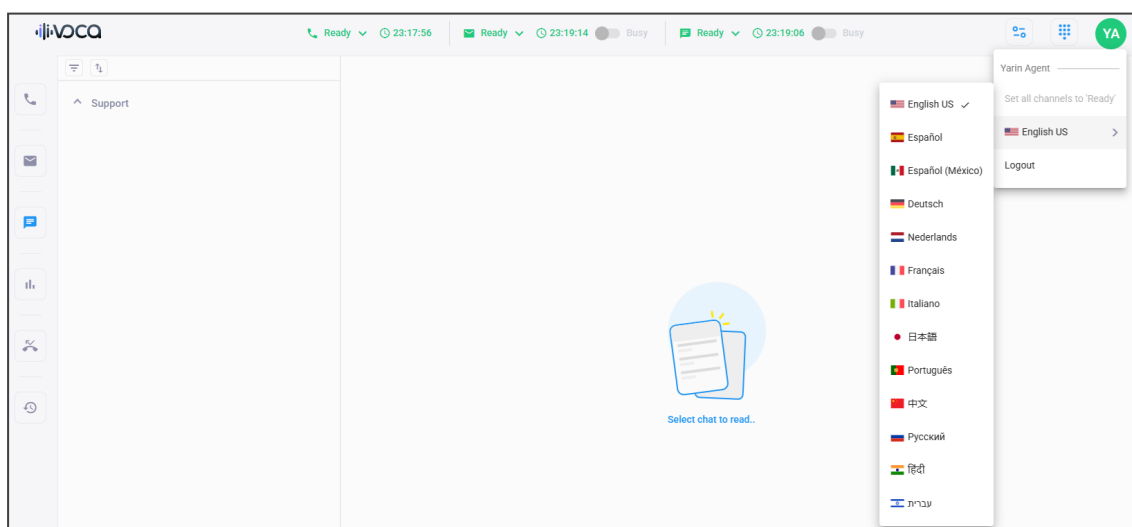 VOCA
Ready 23:17:56 Ready 23:19:14 Busy Ready 23:19:06 Busy
YA
Yarin Agent
Set all channels to 'Ready'
English US
Logout
Support
English US
Español
Español (México)
Deutsch
Nederlands
Français
Italiano
日本語
Português
中文
Русский
हिंदी
עברית
Select chat to read..